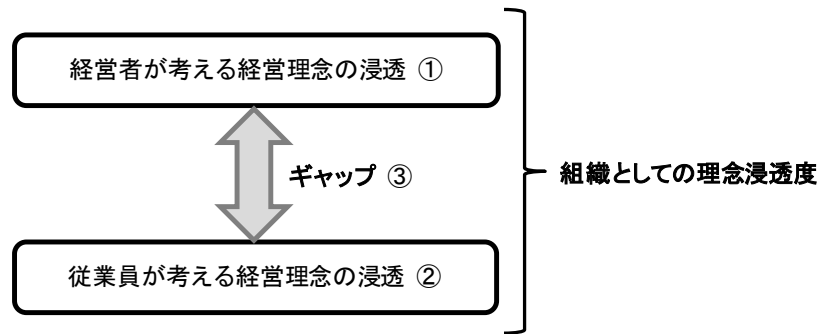 経営者が考える経営理念の浸透 ①
ギャップ ③
組織としての理念浸透度
従業員が考える経営理念の浸透 ②